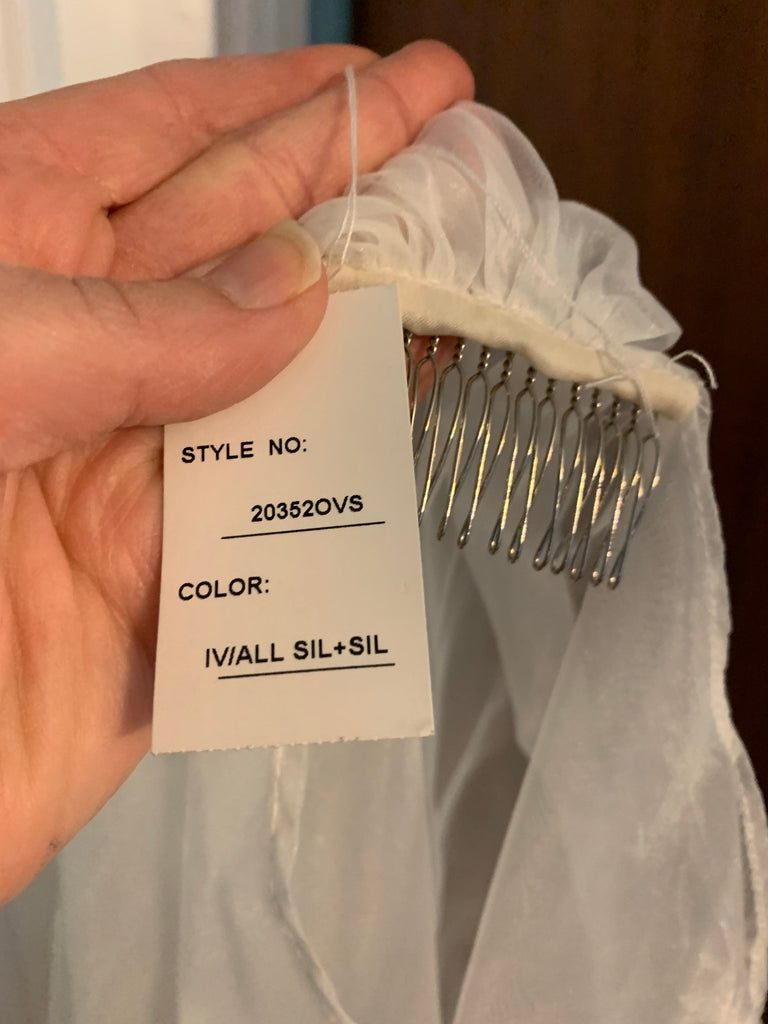 STYLE NO:
20352OVS
COLOR:
IV/ALL SIL+SIL